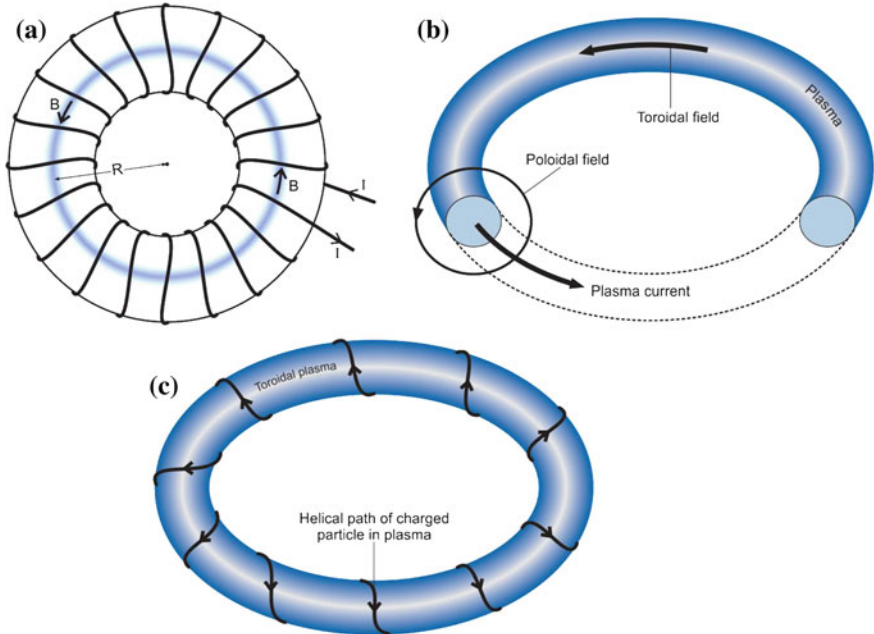 (a)
B
R
B
I
I
(b)
Toroidal field
Plasma
Poloidal field
Plasma current
(c)
Toroidal plasma
Helical path of charged
particle in plasma